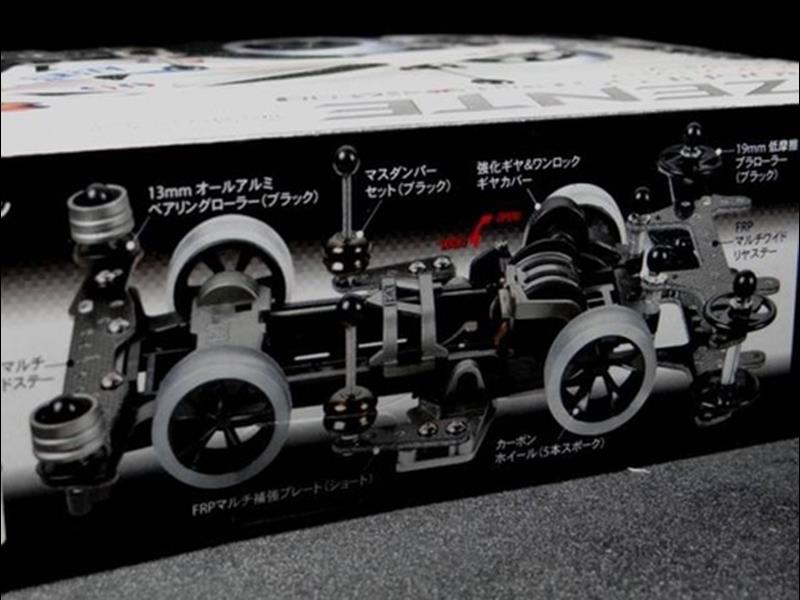 ZENTE
13mm オールアルミ
ベアリングローラー(ブラック)
マスダンパー
セット(ブラック)
強化ギヤ&ワンロック
ギヤカバー
19mm 低摩擦
プラローラー
(ブラック)
FRP
マルチワイド
リヤステー
マルチ
ドステー
カーボン
ホイール(5本スポーク)
FRPマルチ補強プレート(ショート)